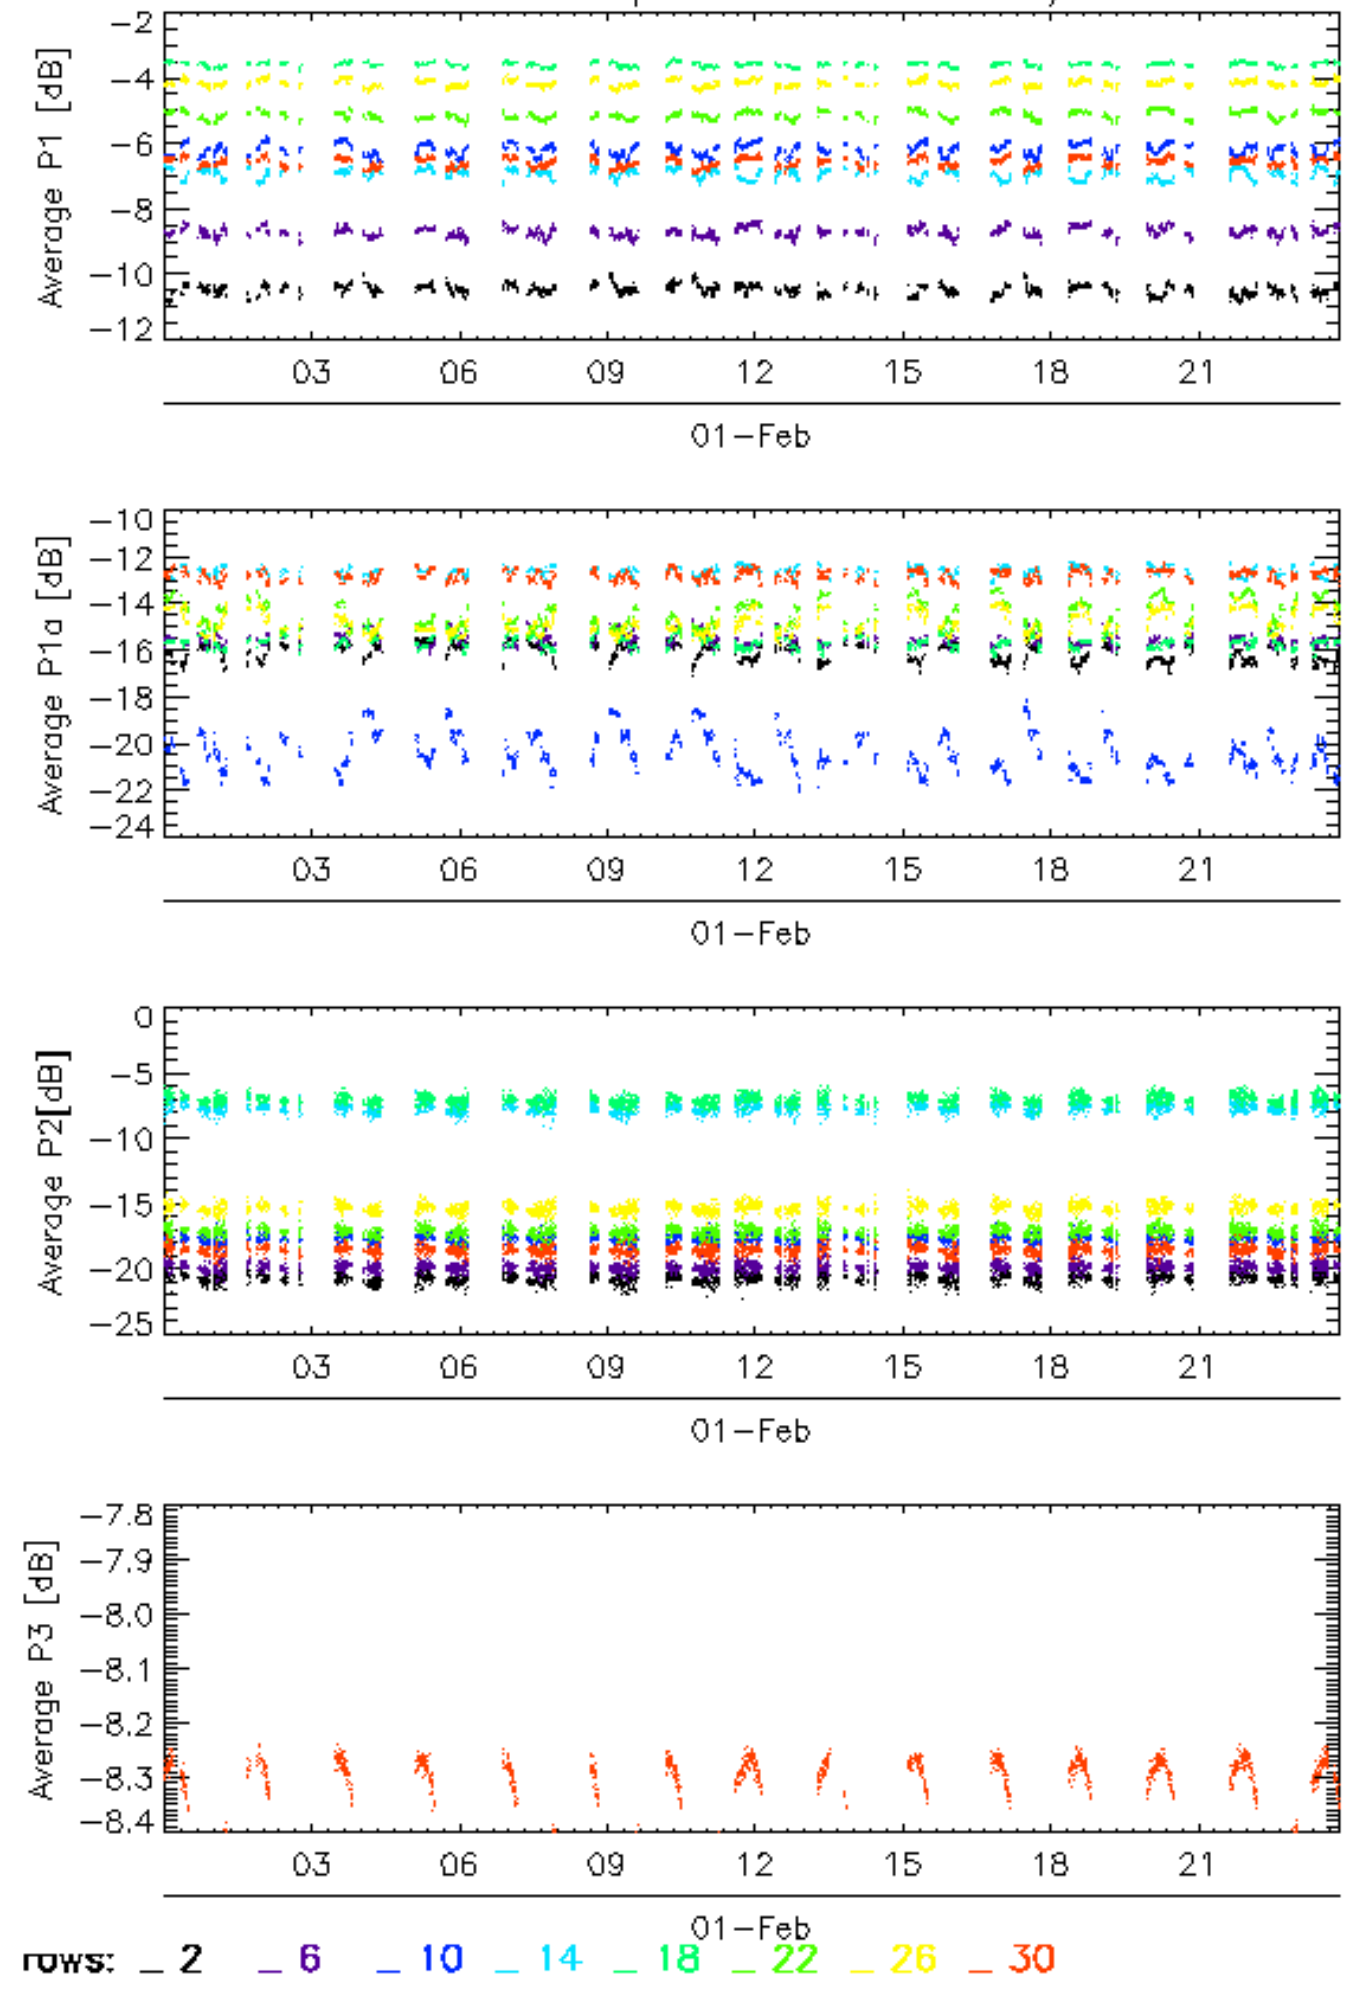 -2
-4
-6
-8
-10
-12
Average P1 [dB]
03 06 09 12 15 18 21
01-Feb
-10
-12
-14
-16
-18
-20
-22
-24
Average P1a [dB]
03 06 09 12 15 18 21
01-Feb
0
-5
-10
-15
-20
-25
Average P2[dB]
03 06 09 12 15 18 21
01-Feb
-7.8
-7.9
-8.0
-8.1
-8.2
-8.3
-8.4
Average P3 [dB]
03 06 09 12 15 18 21
01-Feb
rows: _ 2 _ 6 _ 10 _ 14 _ 18 _ 22 _ 26 _ 30